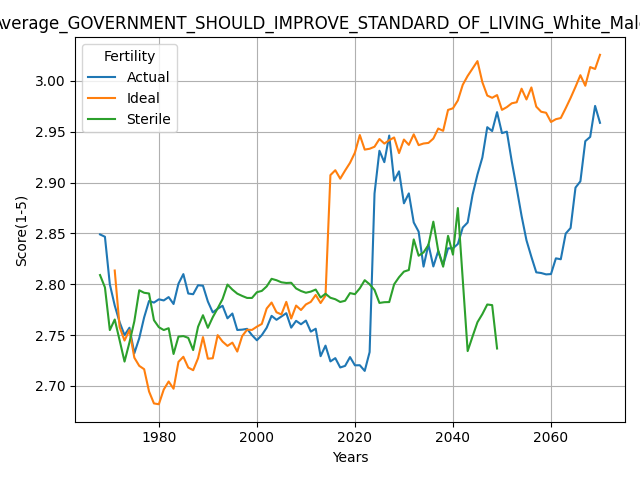 verage_GOVERNMENT_SHOULD_IMPROVE_STANDARD_OF_LIVING_White_Mal
Fertility
Actual
Ideal
Sterile
3.00
2.95
2.90
2.85
2.80
2.75
2.70
Score(1-5)
1980
2000
2020
2040
2060
Years